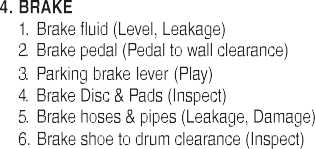 4. BRAKE
1. Brake fluid (Level, Leakage)
2. Brake pedal (Pedal to wall clearance)
3. Parking brake lever (Play)
4. Brake Disc & Pads (Inspect)
5. Brake hoses & pipes (Leakage, Damage)
6. Brake shoe to drum clearance (Inspect)